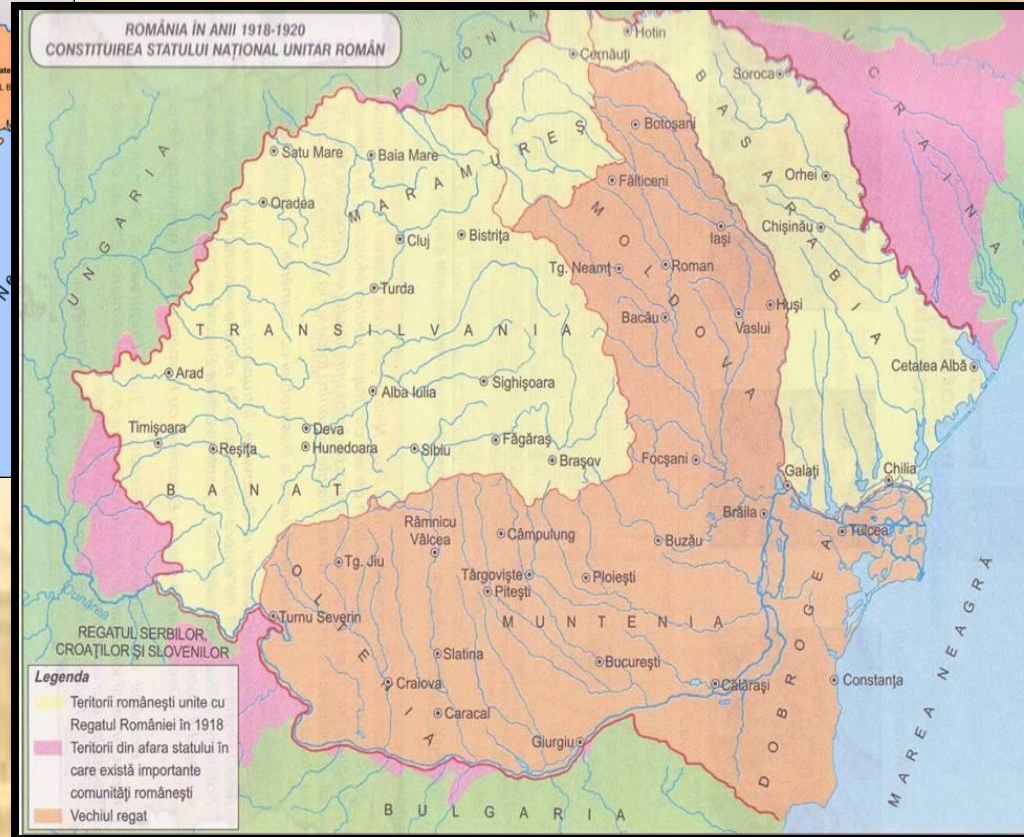 ROMÂNIA ÎN ANII 1918-1920
CONSTITUIREA STATULUI NAȚIONAL UNITAR ROMÂN
POLONIA
UCRAINA
UNGARIA
BASARABIA
MARAMUREȘ
MOLDOVA
TRANSILVANIA
BANAT
OLTENIA
MUNTENIA
DOBROGEA
BULGARIA
MAREA NEAGRĂ
Dunărea
REGATUL SERBILOR,
CROAȚILOR ȘI SLOVENILOR
Hotin
Cernăuți
Soroca
Botoșani
Satu Mare
Baia Mare
Fălticeni
Orhei
Oradea
Chișinău
Iași
Cluj
Bistrița
Tg. Neamț
Roman
Turda
Huși
Bacău
Vaslui
Cetatea Albă
Arad
Alba Iulia
Sighișoara
Timișoara
Reșița
Deva
Hunedoara
Sibiu
Făgăraș
Brașov
Focșani
Galați
Chilia
Brăila
Tulcea
Râmnicu
Vâlcea
Câmpulung
Buzău
Tg. Jiu
Târgoviște
Ploiești
Pitești
Turnu Severin
Slatina
București
Craiova
Călărași
Constanța
Caracal
Giurgiu
Legenda
Teritorii românești unite cu
Regatul României în 1918
Teritorii din afara statului în
care există importante
comunități românești
Vechiul regat